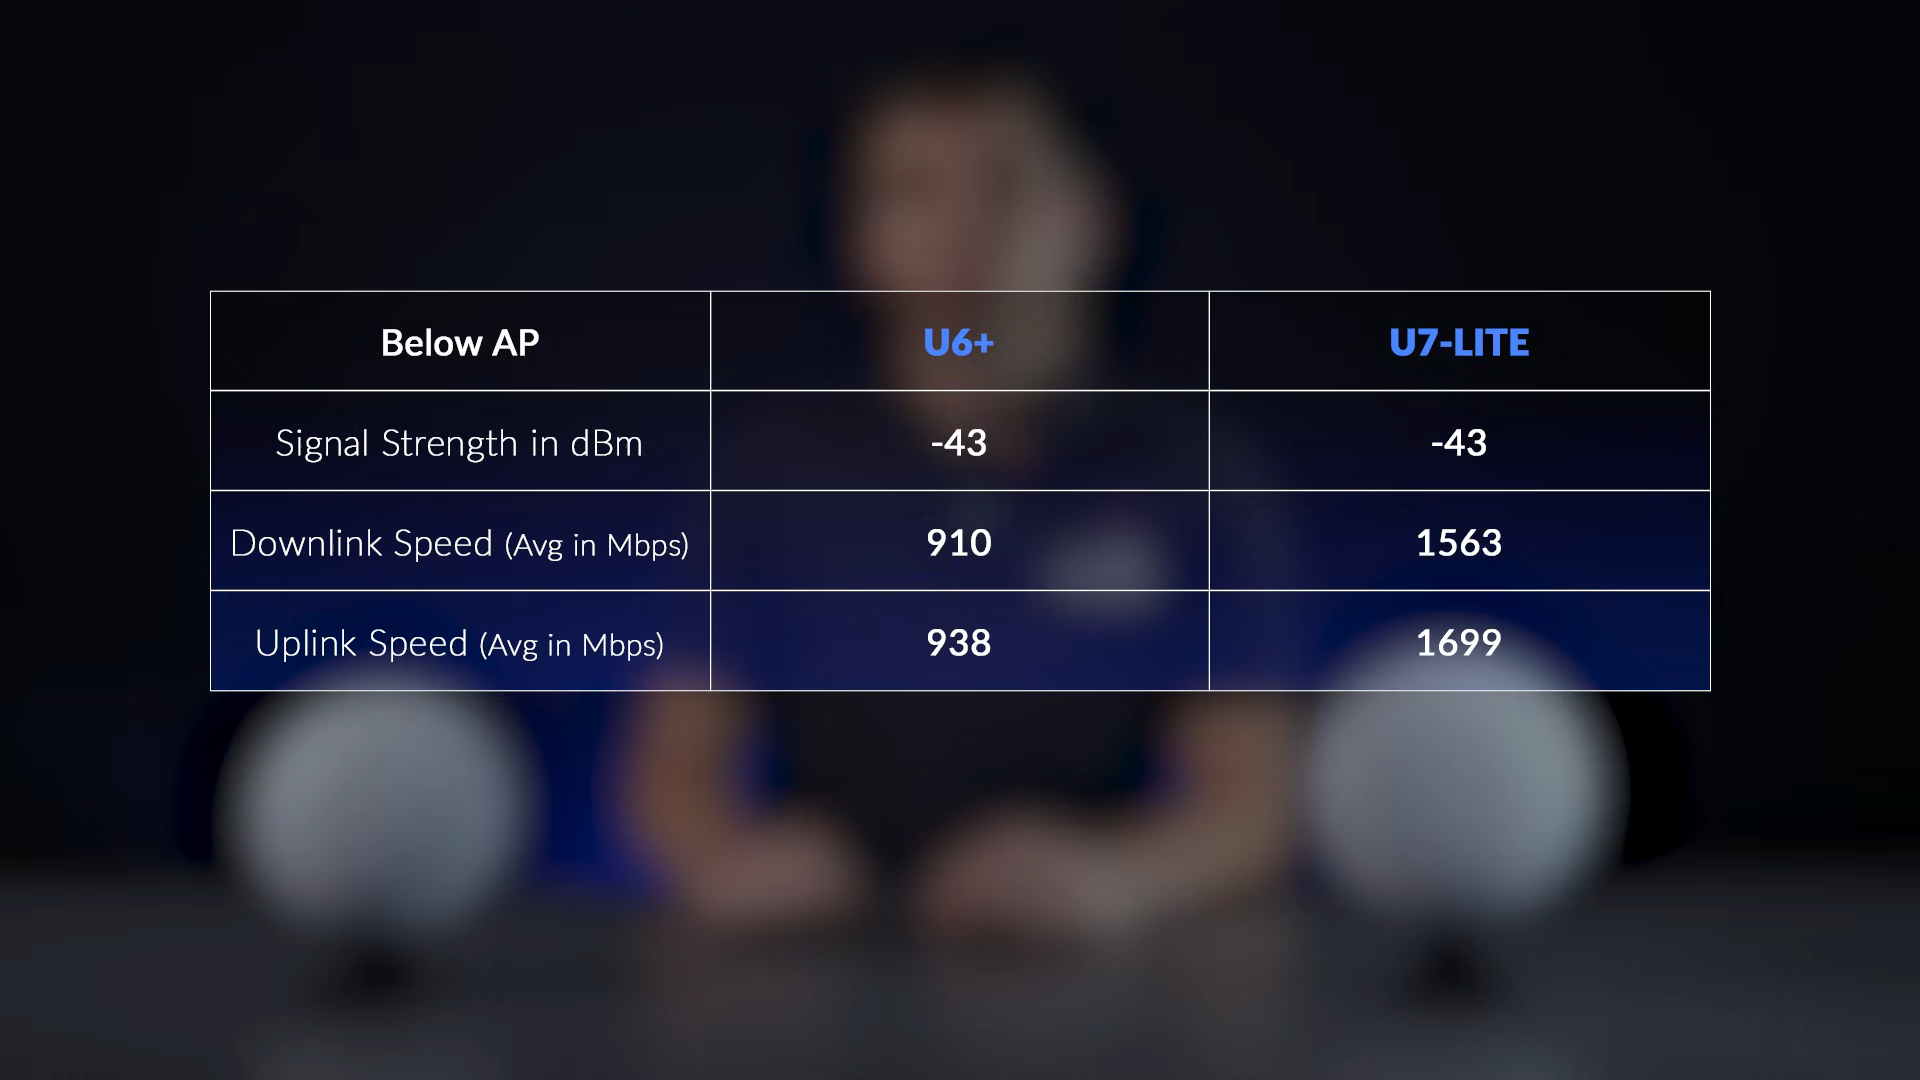 Below AP U6+ U7-LITE
Signal Strength in dBm -43 -43
Downlink Speed (Avg in Mbps) 910 1563
Uplink Speed (Avg in Mbps) 938 1699